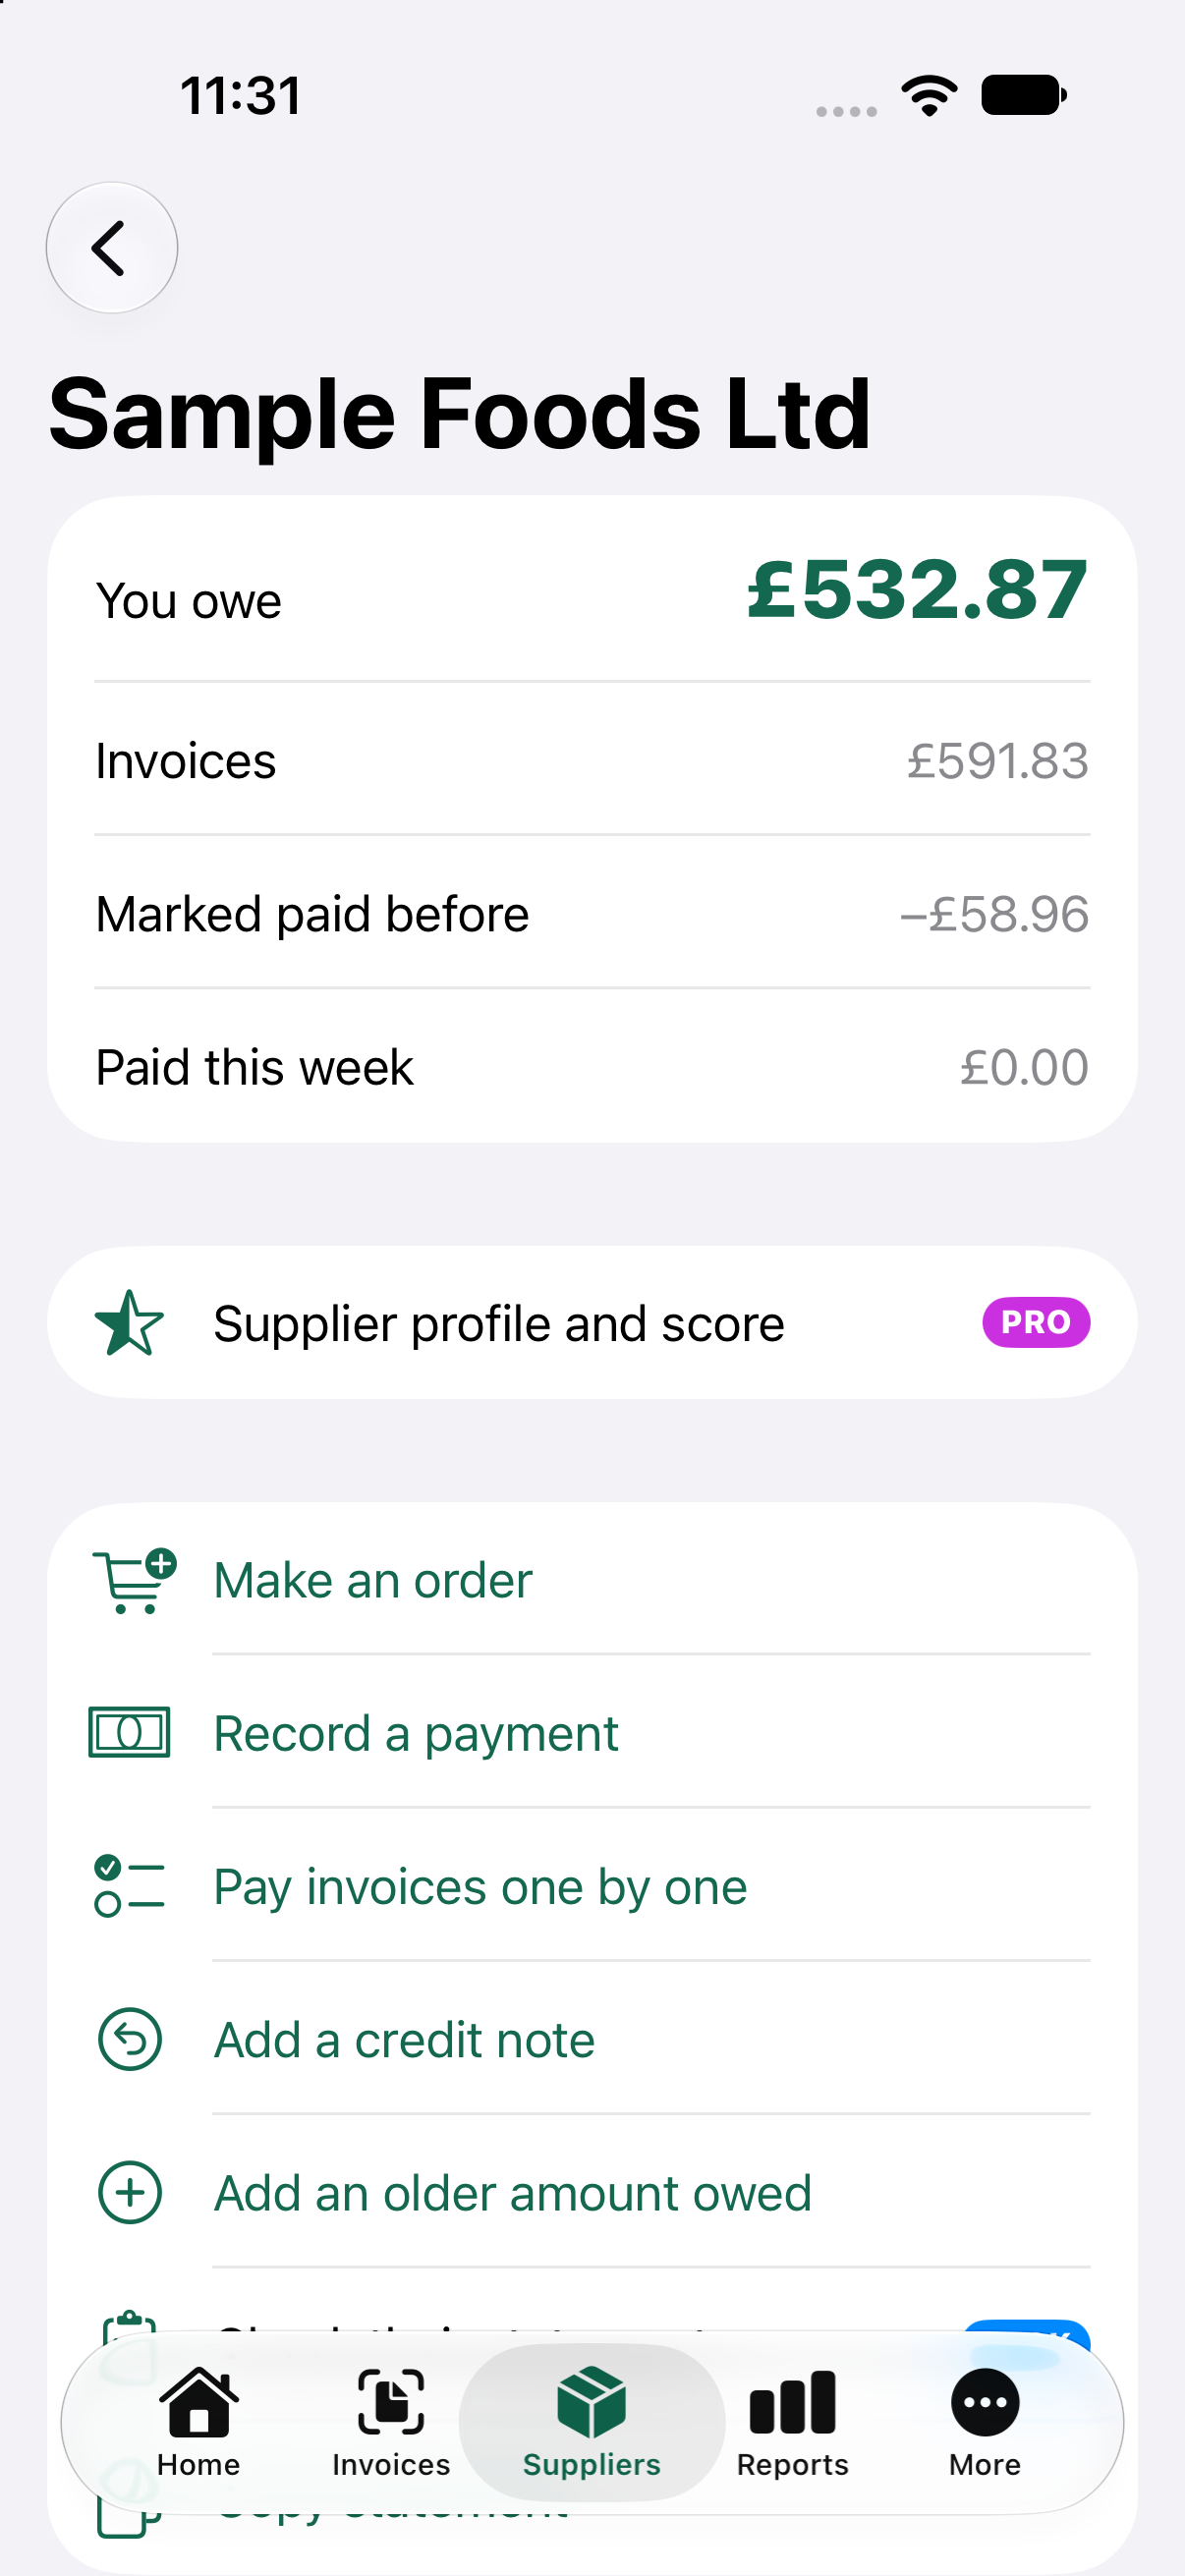 11:31
Sample Foods Ltd
You owe £532.87
Invoices £591.83
Marked paid before –£58.96
Paid this week £0.00
Supplier profile and score PRO
Make an order
Record a payment
Pay invoices one by one
Add a credit note
Add an older amount owed
Home Invoices Suppliers Reports More
Copy statement